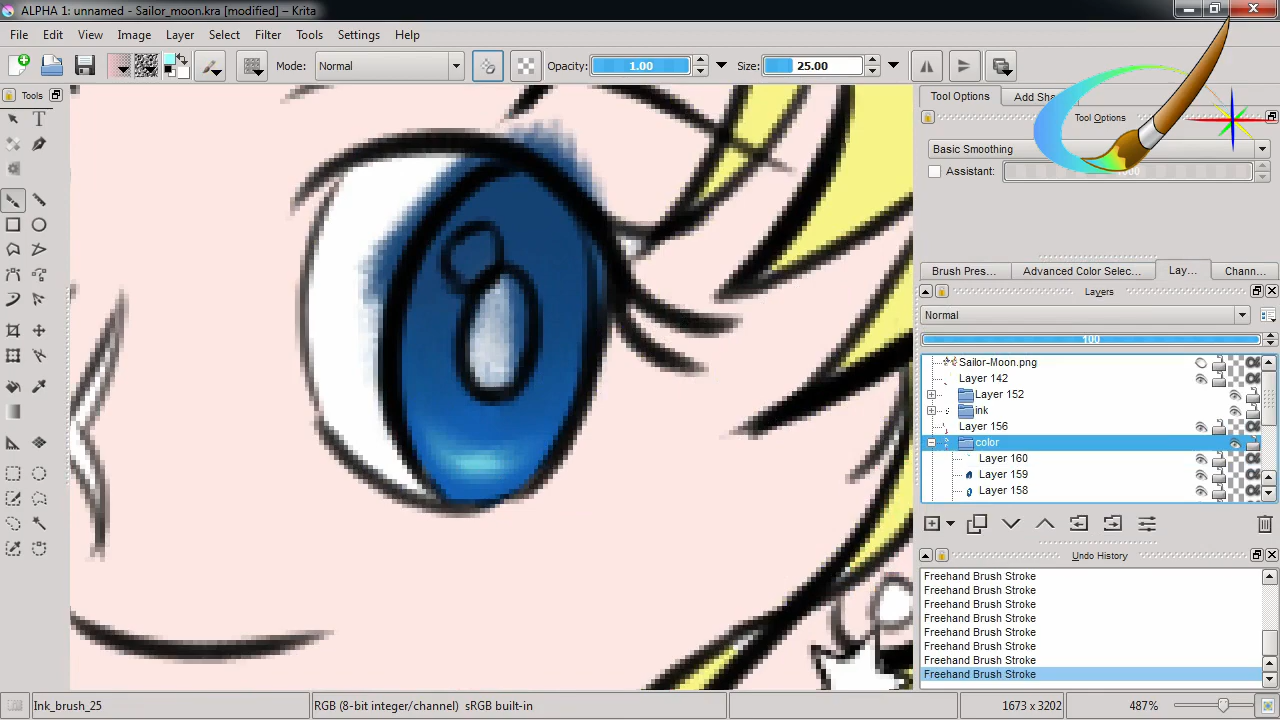 ALPHA 1: unnamed - Sailor_moon.kra [modified] – Krita
File Edit View Image Layer Select Filter Tools Settings Help
Mode: Normal Opacity: 1.00 Size: 25.00
Tools
Tool Options Add Sha
Tool Options
Basic Smoothing
Assistant:
Brush Pres... Advanced Color Selec... Lay... Chann...
Layers
Normal
100
Sailor-Moon.png
Layer 142
Layer 152
ink
Layer 156
color
Layer 160
Layer 159
Layer 158
Undo History
Freehand Brush Stroke
Freehand Brush Stroke
Freehand Brush Stroke
Freehand Brush Stroke
Freehand Brush Stroke
Freehand Brush Stroke
Freehand Brush Stroke
Freehand Brush Stroke
Ink_brush_25 RGB (8-bit integer/channel) sRGB built-in 1673 x 3202 487%